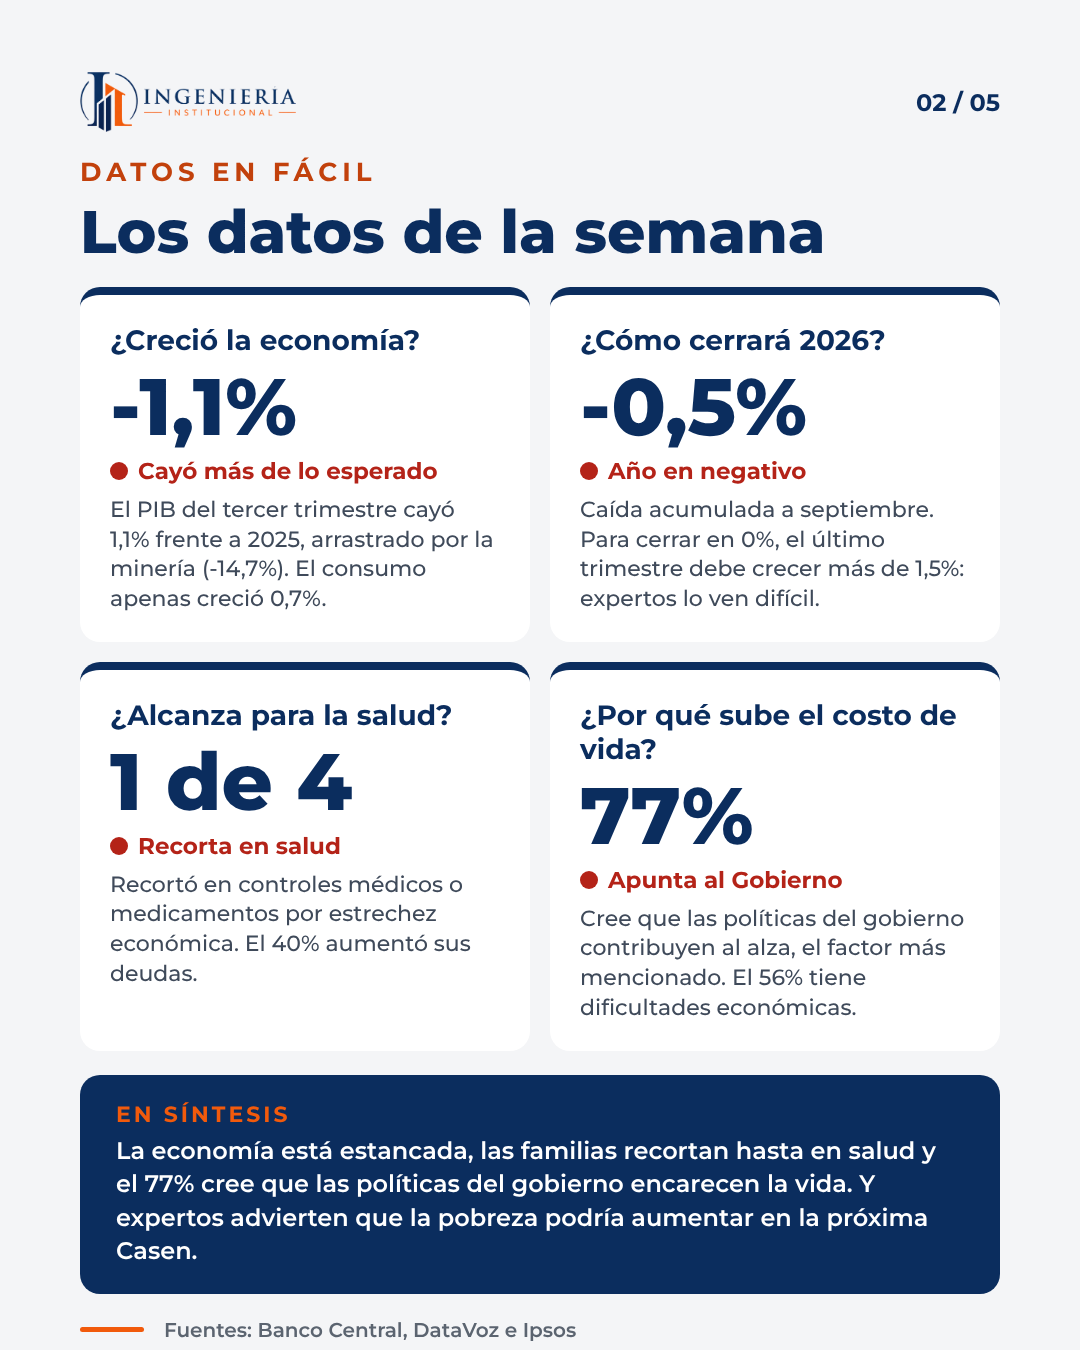 INGENIERIA
INSTITUCIONAL
02 / 05
DATOS EN FÁCIL
Los datos de la semana
¿Creció la economía?
-1,1%
Cayó más de lo esperado
El PIB del tercer trimestre cayó
1,1% frente a 2025, arrastrado por la
minería (-14,7%). El consumo
apenas creció 0,7%.
¿Cómo cerrará 2026?
-0,5%
Año en negativo
Caída acumulada a septiembre.
Para cerrar en 0%, el último
trimestre debe crecer más de 1,5%:
expertos lo ven difícil.
¿Alcanza para la salud?
1 de 4
Recorta en salud
Recortó en controles médicos o
medicamentos por estrechez
económica. El 40% aumentó sus
deudas.
¿Por qué sube el costo de
vida?
77%
Apunta al Gobierno
Cree que las políticas del gobierno
contribuyen al alza, el factor más
mencionado. El 56% tiene
dificultades económicas.
EN SÍNTESIS
La economía está estancada, las familias recortan hasta en salud y
el 77% cree que las políticas del gobierno encarecen la vida. Y
expertos advierten que la pobreza podría aumentar en la próxima
Casen.
Fuentes: Banco Central, DataVoz e Ipsos